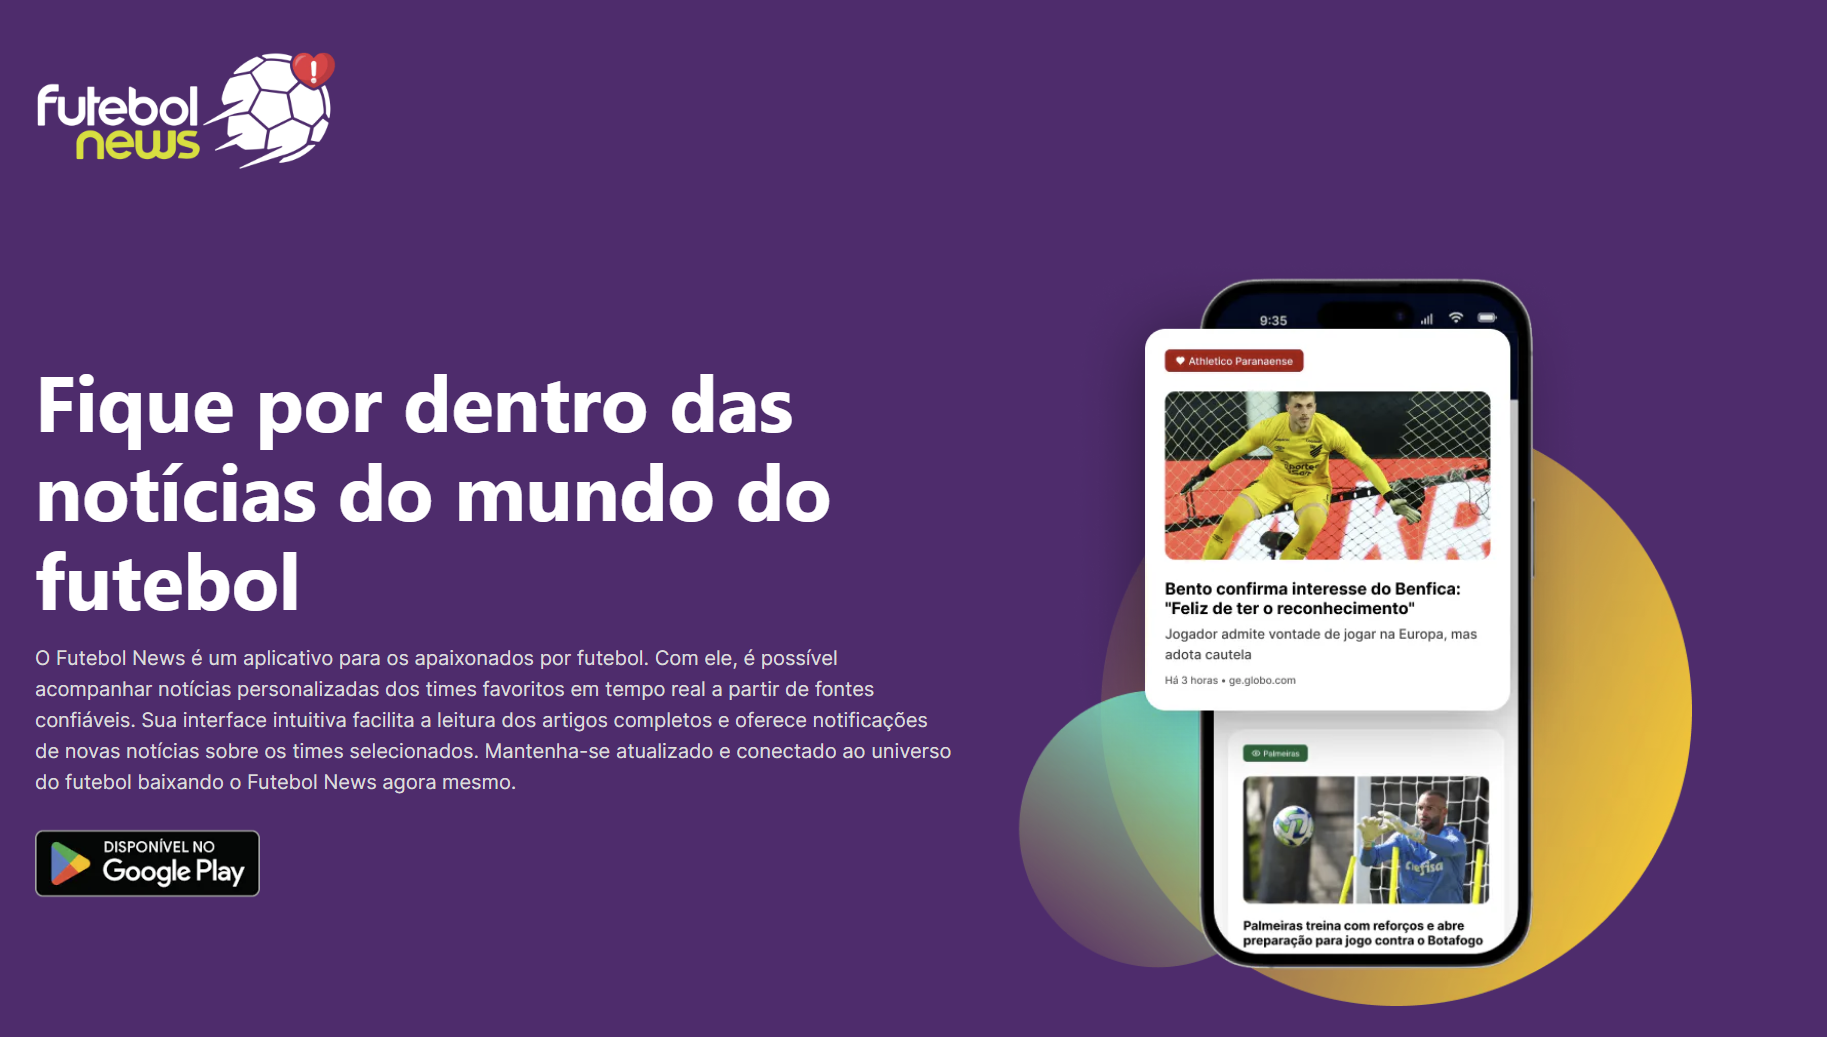 futebol
news
Fique por dentro das
notícias do mundo do
futebol
O Futebol News é um aplicativo para os apaixonados por futebol. Com ele, é possível
acompanhar notícias personalizadas dos times favoritos em tempo real a partir de fontes
confiáveis. Sua interface intuitiva facilita a leitura dos artigos completos e oferece notificações
de novas notícias sobre os times selecionados. Mantenha-se atualizado e conectado ao universo
do futebol baixando o Futebol News agora mesmo.
DISPONÍVEL NO
Google Play
9:35
Athletico Paranaense
Bento confirma interesse do Benfica:
"Feliz de ter o reconhecimento"
Jogador admite vontade de jogar na Europa, mas
adota cautela
Há 3 horas • ge.globo.com
Palmeiras
Palmeiras treina com reforços e abre
preparação para jogo contra o Botafogo